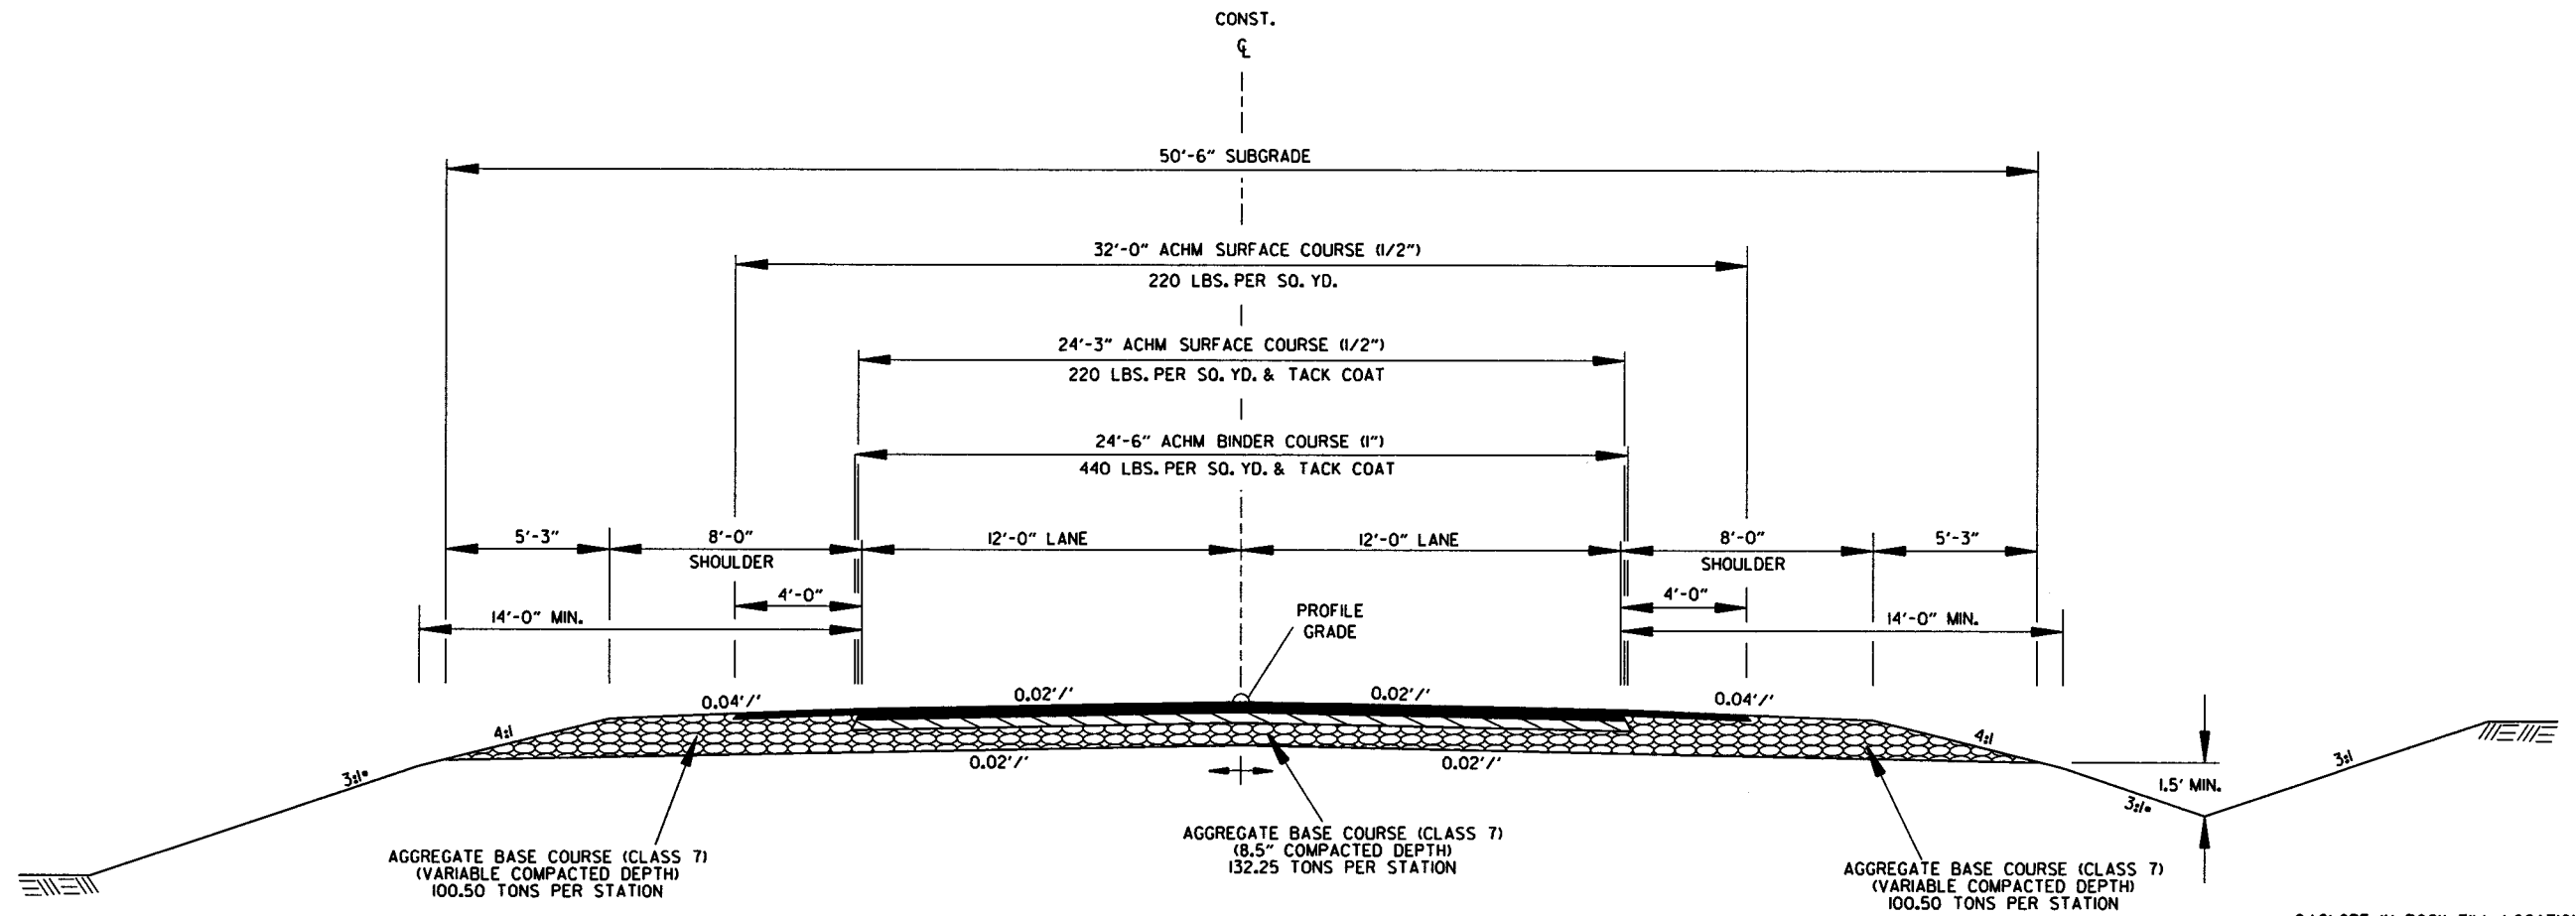 CONST.
℄
50'-6" SUBGRADE
32'-0" ACHM SURFACE COURSE (1/2")
220 LBS. PER SQ. YD.
24'-3" ACHM SURFACE COURSE (1/2")
220 LBS. PER SQ. YD. & TACK COAT
24'-6" ACHM BINDER COURSE (1")
440 LBS. PER SQ. YD. & TACK COAT
5'-3"
8'-0"
SHOULDER
12'-0" LANE
12'-0" LANE
8'-0"
SHOULDER
5'-3"
4'-0"
4'-0"
14'-0" MIN.
14'-0" MIN.
PROFILE
GRADE
0.04'/'
0.02'/'
0.02'/'
0.04'/'
4:1
4:1
3:1*
0.02'/'
0.02'/'
3:1*
3:1
1.5' MIN.
AGGREGATE BASE COURSE (CLASS 7)
(VARIABLE COMPACTED DEPTH)
100.50 TONS PER STATION
AGGREGATE BASE COURSE (CLASS 7)
(8.5" COMPACTED DEPTH)
132.25 TONS PER STATION
AGGREGATE BASE COURSE (CLASS 7)
(VARIABLE COMPACTED DEPTH)
100.50 TONS PER STATION